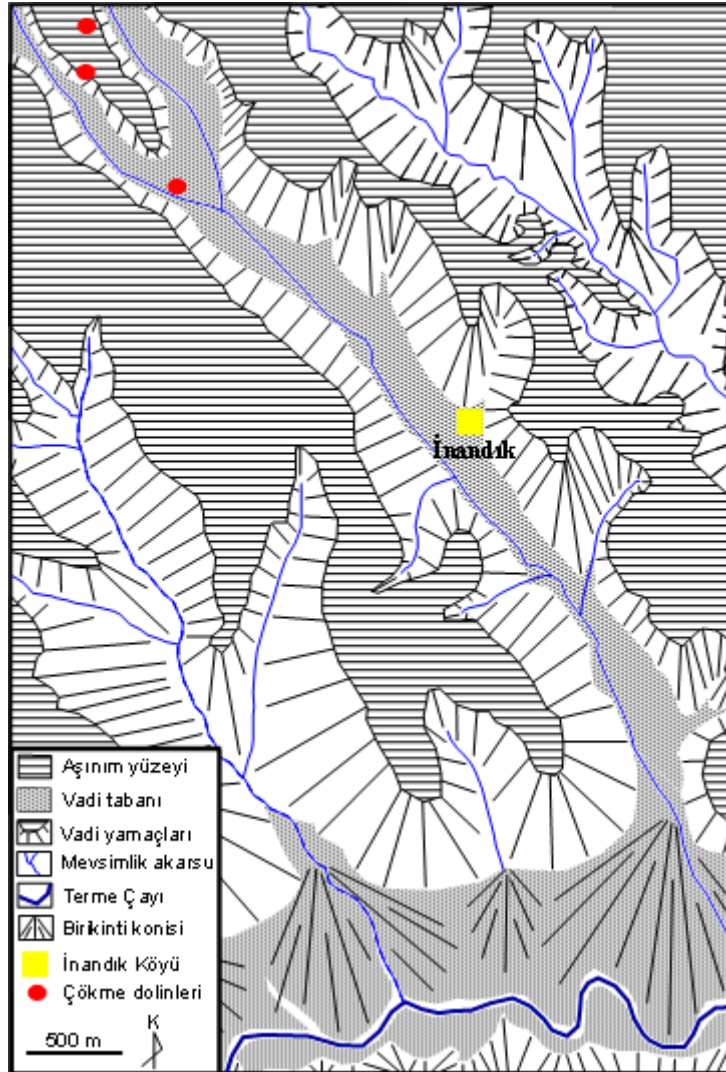 İnandık
Aşınım yüzeyi
Vadi tabanı
Vadi yamaçları
Mevsimlik akarsu
Terme Çayı
Birikinti konisi
İnandık Köyü
Çökme dolinleri
500 m
K